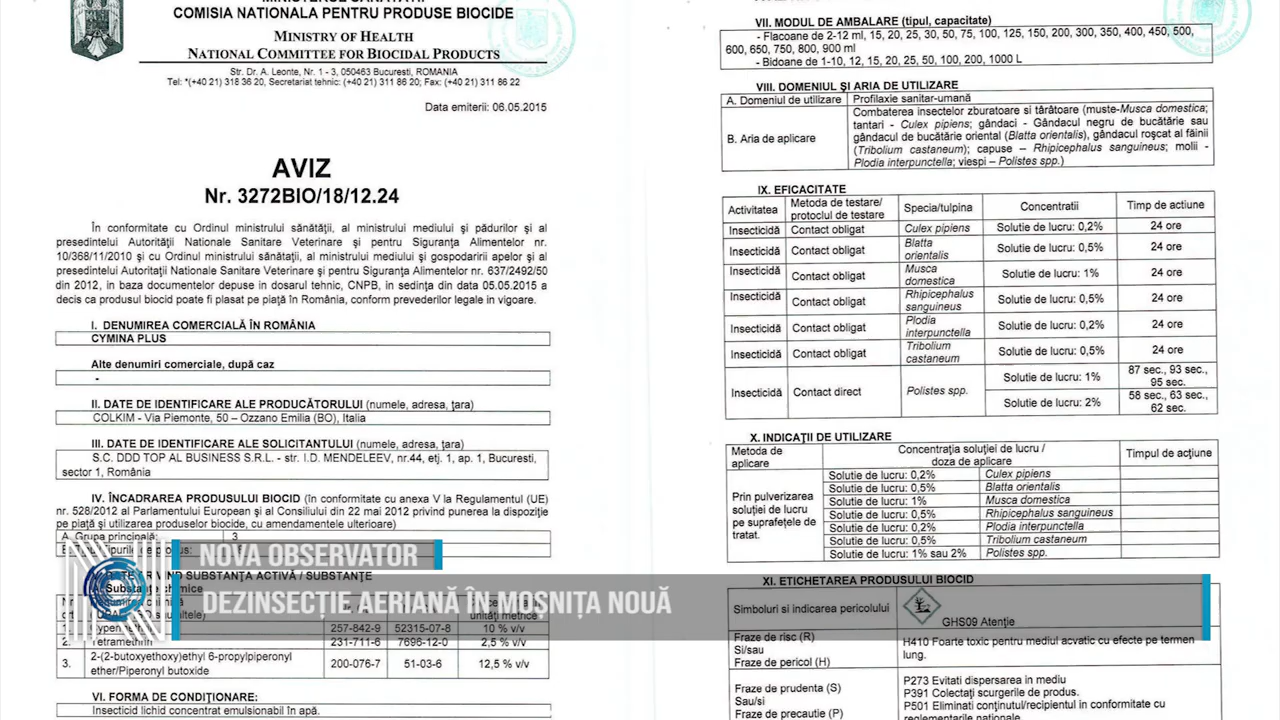 MINISTERUL SANATATII
COMISIA NATIONALA PENTRU PRODUSE BIOCIDE
MINISTRY OF HEALTH
NATIONAL COMMITTEE FOR BIOCIDAL PRODUCTS
Str. Dr. A. Leonte, Nr. 1 - 3, 050463 Bucuresti, ROMANIA
Tel: *(+40 21) 318 36 20, Secretariat tehnic: (+40 21) 311 86 20; Fax: (+40 21) 311 86 22
Data emiterii: 06.05.2015
AVIZ
Nr. 3272BIO/18/12.24
În conformitate cu Ordinul ministrului sănătăţii, al ministrului mediului şi pădurilor şi al
presedintelui Autorităţii Nationale Sanitare Veterinare şi pentru Siguranţa Alimentelor nr.
10/368/11/2010 şi cu Ordinul ministrului sănătaţii, al ministrului mediului şi gospodaririi apelor şi al
presedintelui Autoritaţii Nationale Sanitare Veterinare şi pentru Siguranţa Alimentelor nr. 637/2492/50
din 2012, in baza documentelor depuse in dosarul tehnic, CNPB, in sedinţa din data 05.05.2015 a
decis ca produsul biocid poate fi plasat pe piaţă în România, conform prevederilor legale in vigoare.
I. DENUMIREA COMERCIALĂ ÎN ROMÂNIA
CYMINA PLUS
Alte denumiri comerciale, după caz
-
II. DATE DE IDENTIFICARE ALE PRODUCĂTORULUI (numele, adresa, ţara)
COLKIM - Via Piemonte, 50 – Ozzano Emilia (BO), Italia
III. DATE DE IDENTIFICARE ALE SOLICITANTULUI (numele, adresa, ţara)
S.C. DDD TOP AL BUSINESS S.R.L. - str. I.D. MENDELEEV, nr.44, etj. 1, ap. 1, Bucuresti,
sector 1, România
IV. ÎNCADRAREA PRODUSULUI BIOCID (în conformitate cu anexa V la Regulamentul (UE)
nr. 528/2012 al Parlamentului European şi al Consiliului din 22 mai 2012 privind punerea la dispoziţie
pe piaţă şi utilizarea produselor biocide, cu amendamentele ulterioare)
A. Grupa principală: 3
NOVA OBSERVATOR
DEZINSECȚIE AERIANĂ ÎN MOȘNIȚA NOUĂ
SUBSTANŢA ACTIVĂ / SUBSTANŢE
A. Substanţe chimice
unităţi metrice
1. 257-842-9 52315-07-8 10 % v/v
2. Tetrametrin 231-711-6 7696-12-0 2,5 % v/v
3. 2-(2-butoxyethoxy)ethyl 6-propylpiperonyl
ether/Piperonyl butoxide 200-076-7 51-03-6 12,5 % v/v
VI. FORMA DE CONDIŢIONARE:
Insecticid lichid concentrat emulsionabil în apă.
VII. MODUL DE AMBALARE (tipul, capacitate)
- Flacoane de 2-12 ml, 15, 20, 25, 30, 50, 75, 100, 125, 150, 200, 300, 350, 400, 450, 500,
600, 650, 750, 800, 900 ml
- Bidoane de 1-10, 12, 15, 20, 25, 50, 100, 200, 1000 L
VIII. DOMENIUL ŞI ARIA DE UTILIZARE
A. Domeniul de utilizare Profilaxie sanitar-umană
B. Aria de aplicare Combaterea insectelor zburatoare si târâtoare (muste-Musca domestica;
tantari - Culex pipiens; gândaci - Gândacul negru de bucătărie sau
gândacul de bucătărie oriental (Blatta orientalis), gândacul roşcat al făinii
(Tribolium castaneum); capuse – Rhipicephalus sanguineus; molii -
Plodia interpunctella; viespi – Polistes spp.)
IX. EFICACITATE
Activitatea Metoda de testare/ protoclul de testare Specia/tulpina Concentratii Timp de actiune
Insecticid Contact obligat Culex pipiens Solutie de lucru: 0,2% 24 ore
Insecticidă Contact obligat Blatta orientalis Solutie de lucru: 0,5% 24 ore
Insecticidă Contact obligat Musca domestica Solutie de lucru: 1% 24 ore
Insecticidă Contact obligat Rhipicephalus sanguineus Solutie de lucru: 0,5% 24 ore
Insecticidă Contact obligat Plodia interpunctella Solutie de lucru: 0,2% 24 ore
Insecticidă Contact obligat Tribolium castaneum Solutie de lucru: 0,5% 24 ore
Insecticidă Contact direct Polistes spp. Solutie de lucru: 1% 87 sec., 93 sec., 95 sec.
Solutie de lucru: 2% 58 sec., 63 sec., 62 sec.
X. INDICAŢII DE UTILIZARE
Metoda de aplicare Concentraţia soluţiei de lucru / doza de aplicare Timpul de acţiune
Prin pulverizarea soluţiei de lucru pe suprafeţele de tratat.
Solutie de lucru: 0,2% Culex pipiens
Solutie de lucru: 0,5% Blatta orientalis
Solutie de lucru: 1% Musca domestica
Solutie de lucru: 0,5% Rhipicephalus sanguineus
Solutie de lucru: 0,2% Plodia interpunctella
Solutie de lucru: 0,5% Tribolium castaneum
Solutie de lucru: 1% sau 2% Polistes spp.
XI. ETICHETAREA PRODUSULUI BIOCID
Simboluri si indicarea pericolului GHS09 Atenţie
Fraze de risc (R)
Si/sau
Fraze de pericol (H)
H410 Foarte toxic pentru mediul acvatic cu efecte pe termen
lung.
Fraze de prudenta (S)
Sau/si
Fraze de precautie (P)
P273 Evitati dispersarea in mediu
P391 Colectaţi scurgerile de produs.
P501 Eliminati conţinutul/recipientul in conformitate cu
reglementarile nationale